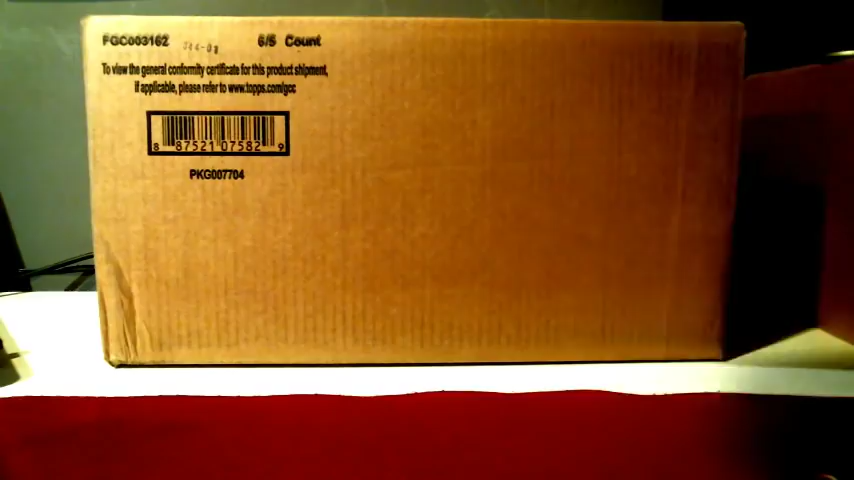 FGC003162 6/5 Count
To view the general conformity certificate for this product shipment,
if applicable, please refer to www.topps.com/gcc
8 87521 07582 9
PKG007704